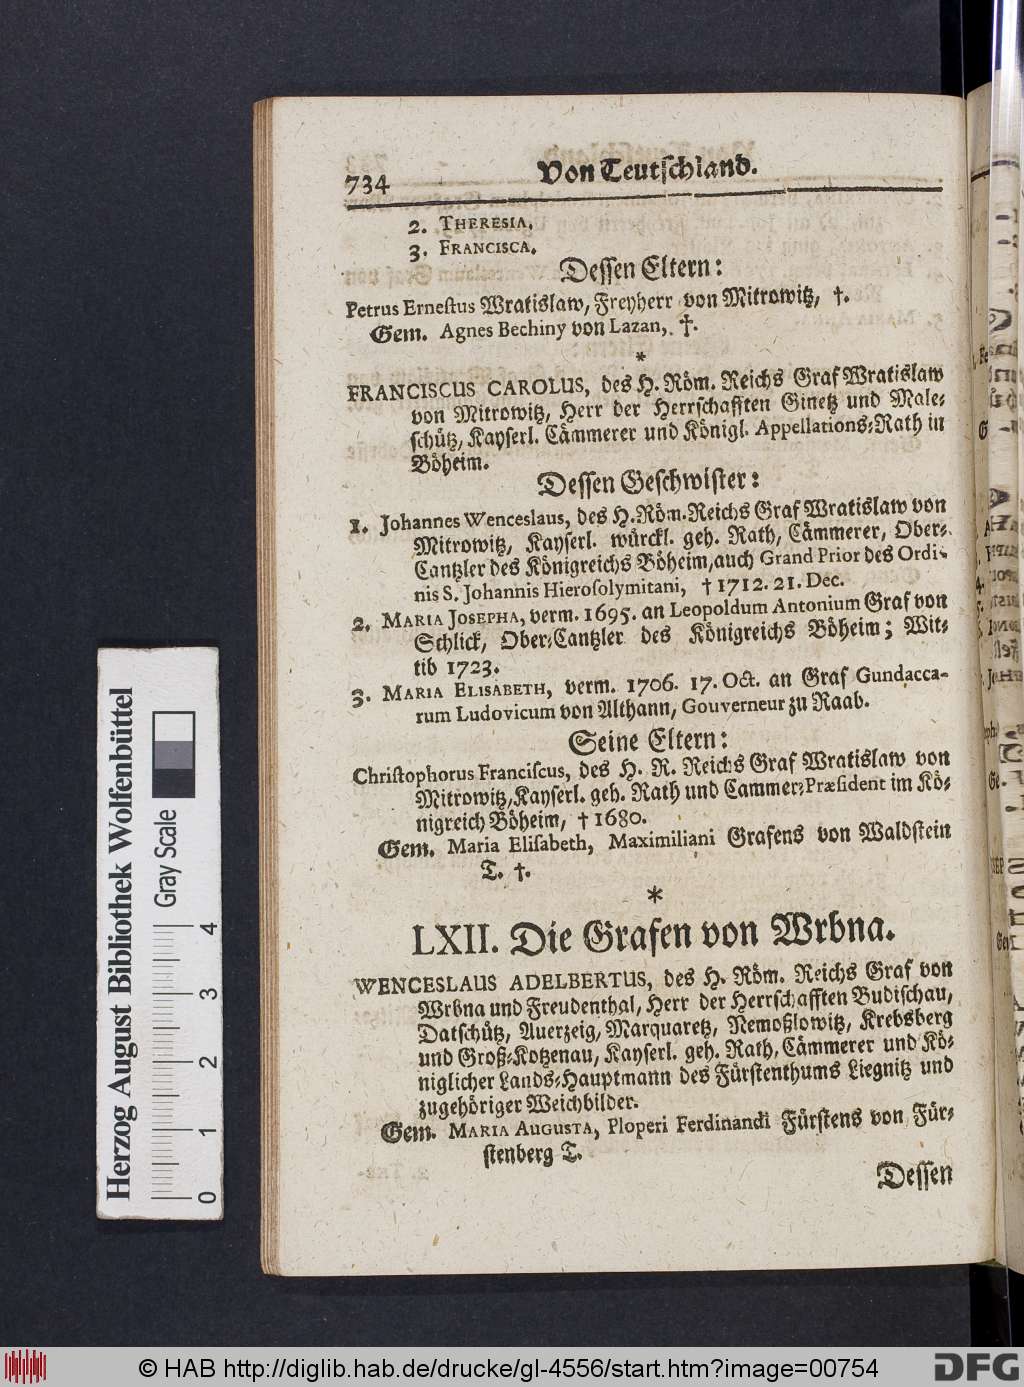 734
Von Teutschland.
2. THERESIA.
3. FRANCISCA.
Dessen Eltern:
Petrus Ernestus Wratislaw, Freyherr von Mitrowitz, †.
Gem. Agnes Bechiny von Lazan, †.
*
FRANCISCUS CAROLUS, des H. Röm. Reichs Graf Wratislaw
von Mitrowitz, Herr der Herrschafften Ginetz und Male-
schütz, Kayserl. Cämmerer und Königl. Appellations-Rath in
Böheim.
Dessen Geschwister:
1. Johannes Wenceslaus, des H. Röm. Reichs Graf Wratislaw von
Mitrowitz, Kayserl. würckl. geh. Rath, Cämmerer, Ober-
Cantzler des Königreichs Böheim, auch Grand Prior des Ordi-
nis S. Johannis Hierosolymitani, † 1712. 21. Dec.
2. MARIA JOSEPHA, verm. 1695. an Leopoldum Antonium Graf von
Schlick, Ober-Cantzler des Königreichs Böheim; Wit-
tib 1723.
3. MARIA ELISABETH, verm. 1706. 17. Oct. an Graf Gundacca-
rum Ludovicum von Althann, Gouverneur zu Raab.
Seine Eltern:
Christophorus Franciscus, des H. R. Reichs Graf Wratislaw von
Mitrowitz, Kayserl. geh. Rath und Cammer-Præsident im Kö-
nigreich Böheim, † 1680.
Gem. Maria Elisabeth, Maximiliani Grafens von Waldstein
T. †.
*
LXII. Die Grafen von Wrbna.
WENCESLAUS ADELBERTUS, des H. Röm. Reichs Graf von
Wrbna und Freudenthal, Herr der Herrschafften Budischau,
Datschütz, Auerzeig, Marquaretz, Nemoßlowitz, Krebsberg
und Groß-Kotzenau, Kayserl. geh. Rath, Cämmerer und Kö-
niglicher Lands-Hauptmann des Fürstenthums Liegnitz und
zugehöriger Weichbilder.
Gem. MARIA AUGUSTA, Ploperi Ferdinandi Fürstens von Für-
stenberg T.
Dessen
Herzog August Bibliothek Wolfenbüttel
Gray Scale
0 1 2 3 4
© HAB http://diglib.hab.de/drucke/gl-4556/start.htm?image=00754
DFG